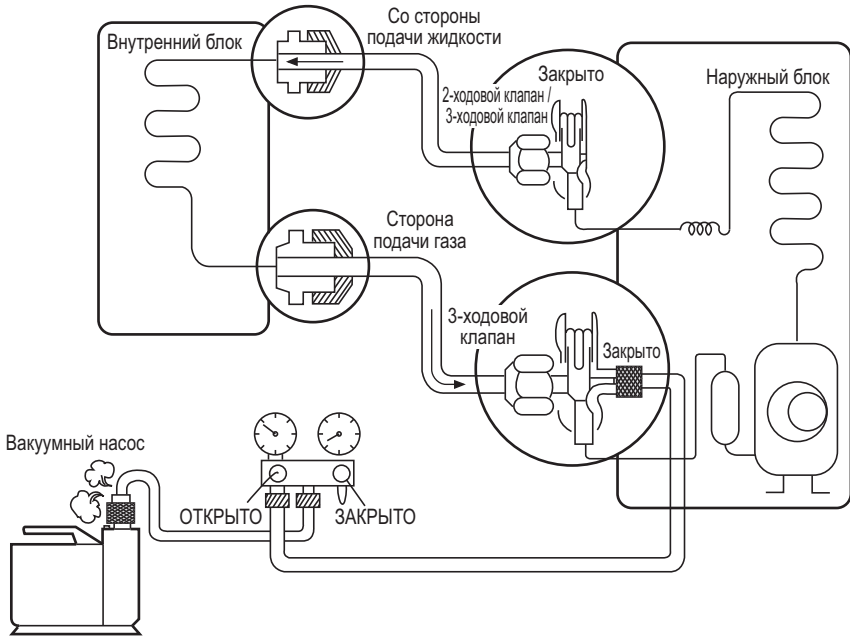 Со стороны
подачи жидкости
Внутренний блок
Закрыто
2-ходовой клапан /
3-ходовой клапан
Наружный блок
Сторона
подачи газа
3-ходовой
клапан
Закрыто
Вакуумный насос
ОТКРЫТО
ЗАКРЫТО